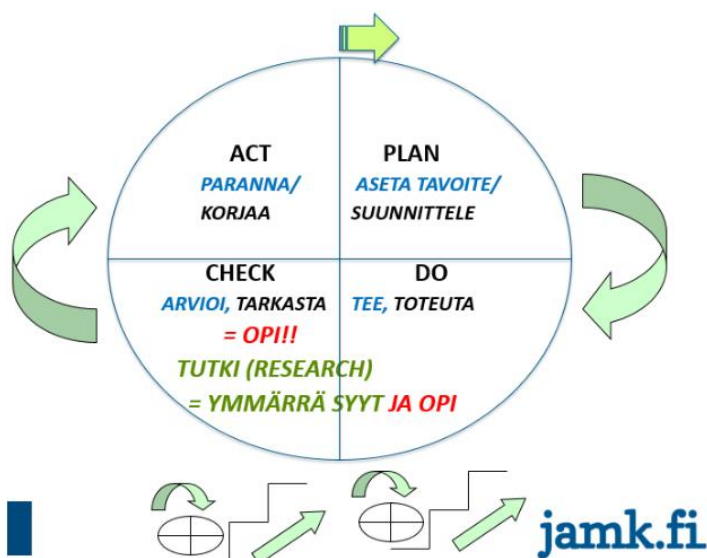 ACT
PARANNA/
KORJAA
PLAN
ASETA TAVOITE/
SUUNNITTELE
CHECK
ARVIOI, TARKASTA
= OPI!!
TUTKI (RESEARCH)
= YMMÄRRÄ SYYT JA OPI
DO
TEE, TOTEUTA
jamk.fi